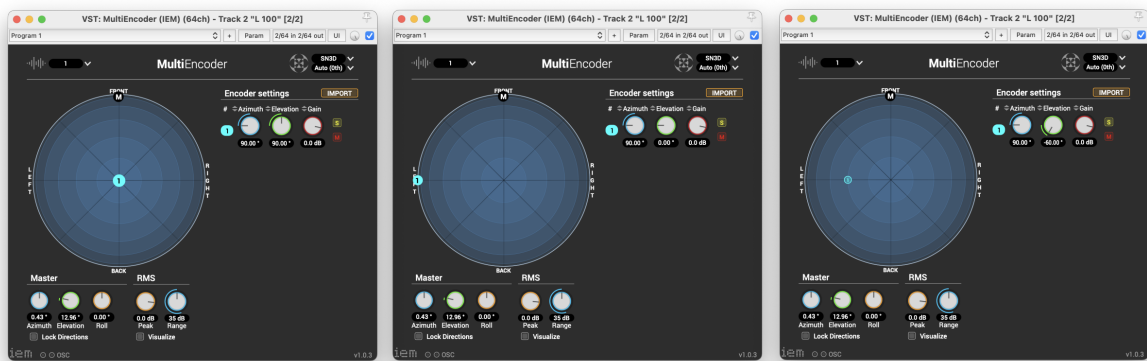 VST: MultiEncoder (IEM) (64ch) - Track 2 "L 100" [2/2]
Program 1 + Param 2/64 in 2/64 out UI
1 MultiEncoder SN3D
Auto (0th)
FRONT
M
LEFT
RIGHT
1
BACK
Encoder settings IMPORT
# Azimuth Elevation Gain
1 S
M
90.00° 90.00° 0.0 dB
Master RMS
0.43° 12.96° 0.00° 0.0 dB 35 dB
Azimuth Elevation Roll Peak Range
Lock Directions Visualize
iem OSC v1.0.3
VST: MultiEncoder (IEM) (64ch) - Track 2 "L 100" [2/2]
Program 1 + Param 2/64 in 2/64 out UI
1 MultiEncoder SN3D
Auto (0th)
FRONT
M
LEFT
RIGHT
1
BACK
Encoder settings IMPORT
# Azimuth Elevation Gain
1 S
M
90.00° 0.00° 0.0 dB
Master RMS
0.43° 12.96° 0.00° 0.0 dB 35 dB
Azimuth Elevation Roll Peak Range
Lock Directions Visualize
iem OSC v1.0.3
VST: MultiEncoder (IEM) (64ch) - Track 2 "L 100" [2/2]
Program 1 + Param 2/64 in 2/64 out UI
1 MultiEncoder SN3D
Auto (0th)
FRONT
M
LEFT
RIGHT
1
BACK
Encoder settings IMPORT
# Azimuth Elevation Gain
1 S
M
90.00° -60.00° 0.0 dB
Master RMS
0.43° 12.96° 0.00° 0.0 dB 35 dB
Azimuth Elevation Roll Peak Range
Lock Directions Visualize
iem OSC v1.0.3